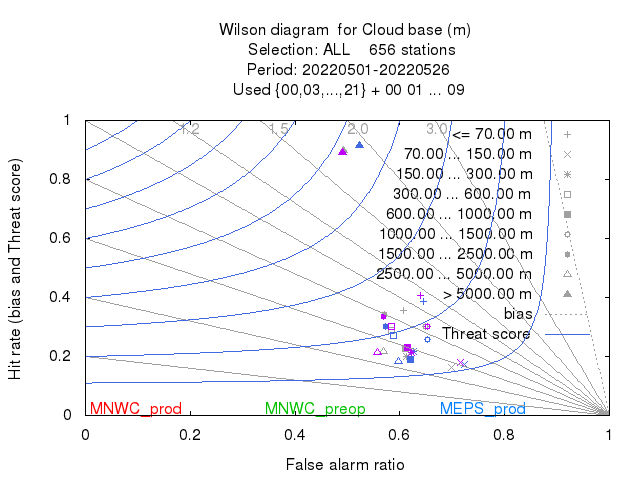 Wilson diagram  for Cloud base (m)
Selection: ALL    656 stations
Period: 20220501-20220526
Used {00,03,...,21} + 00 01 ... 09
1 1.2 1.5 2.0 3.0
<= 70.00 m
70.00 ... 150.00 m
0.8 150.00 ... 300.00 m
300.00 ... 600.00 m
600.00 ... 1000.00 m
0.6 1000.00 ... 1500.00 m
1500.00 ... 2500.00 m
2500.00 ... 5000.00 m
0.4 > 5000.00 m
bias
Threat score
0.2
0 MNWC_prod MNWC_preop MEPS_prod
0 0.2 0.4 0.6 0.8 1
False alarm ratio
Hit rate (bias and Threat score)